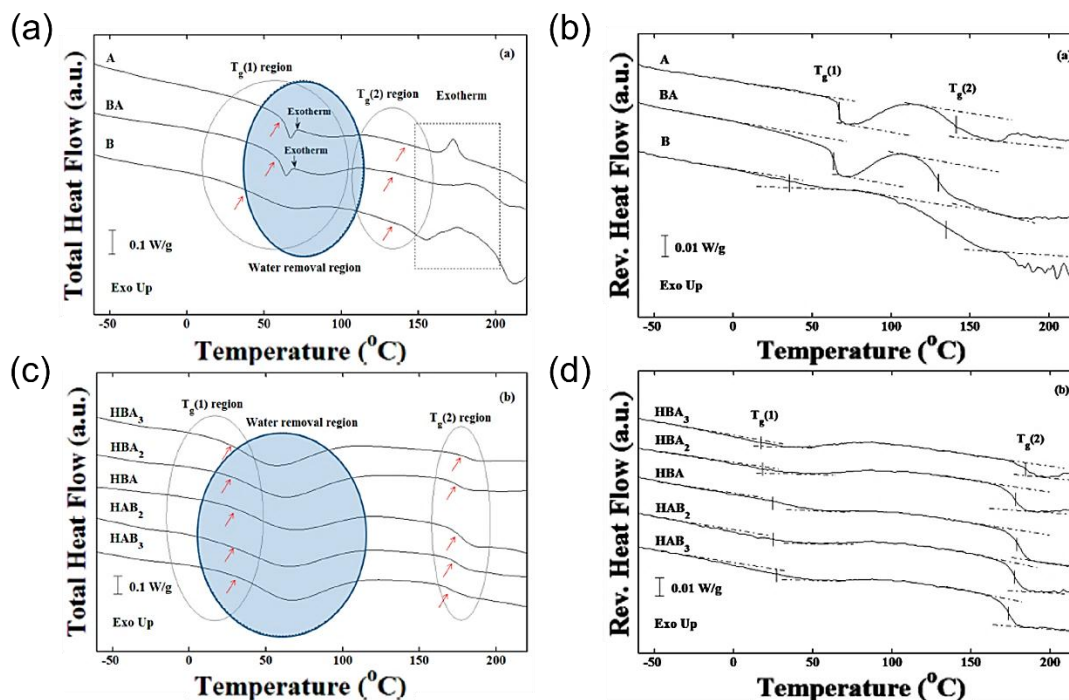 (a)
(a)
A
BA
B
Tg(1) region
Tg(2) region
Exotherm
Exotherm
Exotherm
Water removal region
0.1 W/g
Exo Up
Total Heat Flow (a.u.)
-50 0 50 100 150 200
Temperature (°C)
(b)
(a)
A
BA
B
Tg(1)
Tg(2)
0.01 W/g
Exo Up
Rev. Heat Flow (a.u.)
-50 0 50 100 150 200
Temperature (°C)
(c)
(b)
HBA3
HBA2
HBA
HAB2
HAB3
Tg(1) region
Water removal region
Tg(2) region
0.1 W/g
Exo Up
Total Heat Flow (a.u.)
-50 0 50 100 150 200
Temperature (°C)
(d)
(b)
HBA3
HBA2
HBA
HAB2
HAB3
Tg(1)
Tg(2)
0.01 W/g
Exo Up
Rev. Heat Flow (a.u.)
-50 0 50 100 150 200
Temperature (°C)